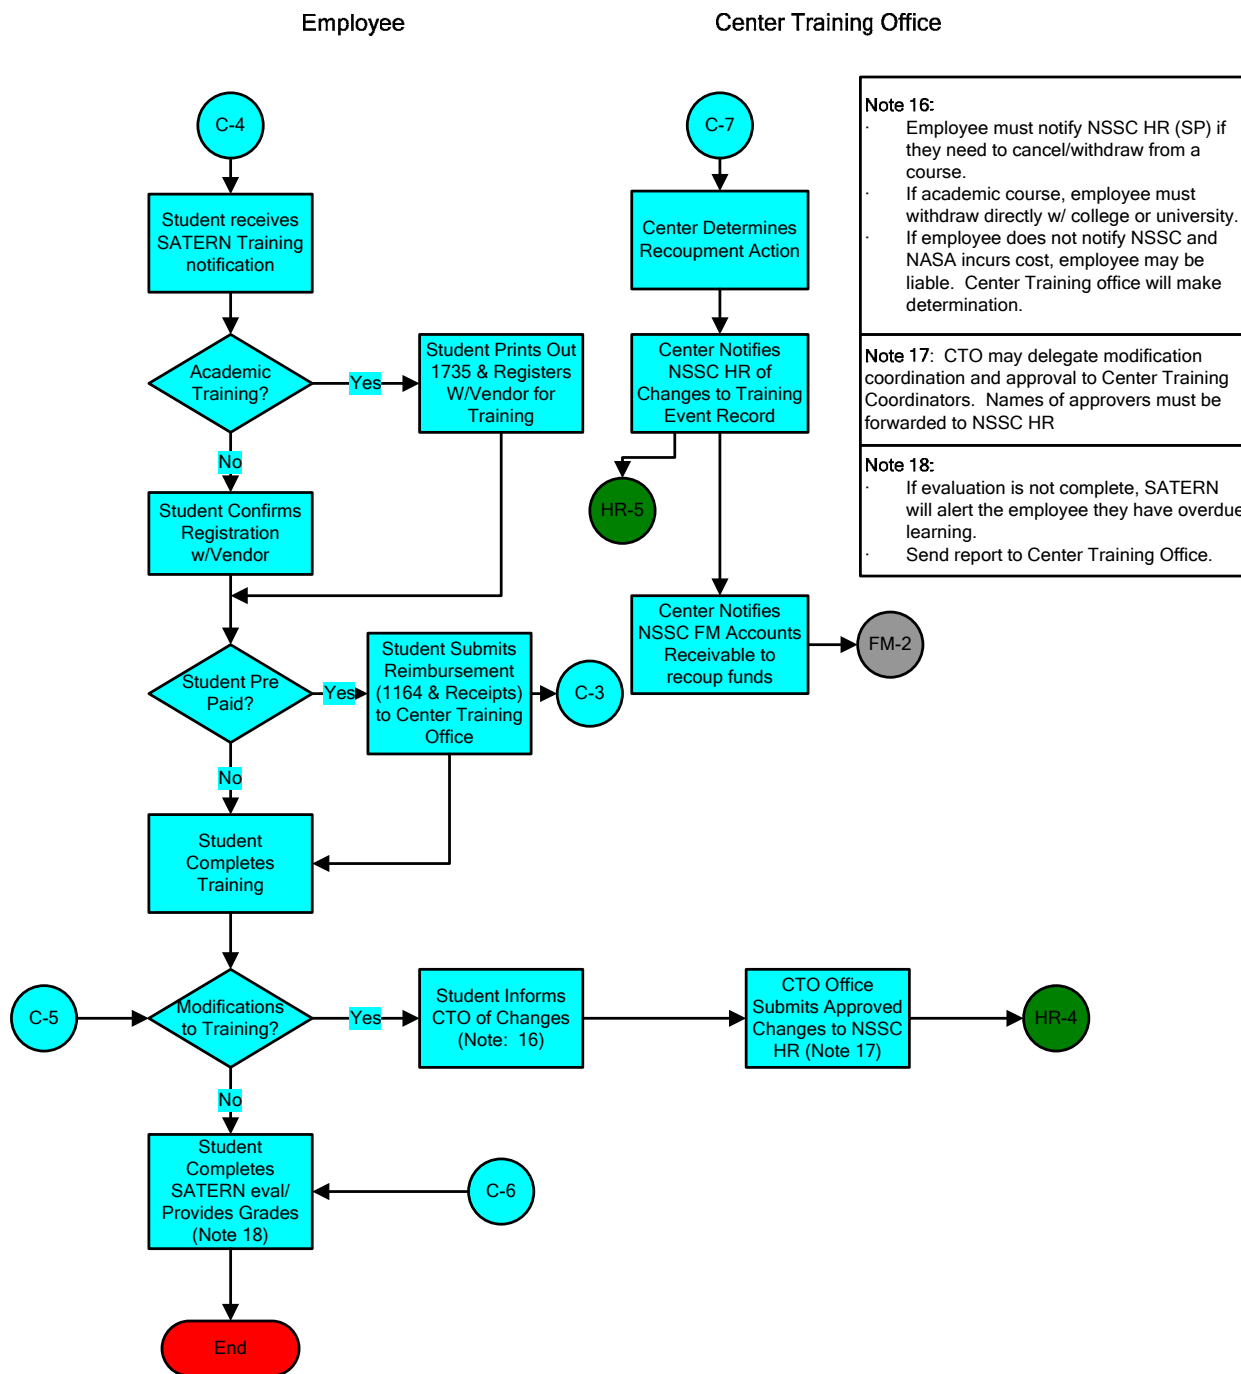 Employee
Center Training Office
C-4
Student receives
SATERN Training
notification
Academic
Training?
Yes
Student Prints Out
1735 & Registers
W/Vendor for
Training
No
Student Confirms
Registration
w/Vendor
Student Pre
Paid?
Yes
Student Submits
Reimbursement
(1164 & Receipts)
to Center Training
Office
C-3
No
Student
Completes
Training
C-5
Modifications
to Training?
Yes
Student Informs
CTO of Changes
(Note: 16)
CTO Office
Submits Approved
Changes to NSSC
HR (Note 17)
HR-4
No
Student
Completes
SATERN eval/
Provides Grades
(Note 18)
C-6
End
C-7
Center Determines
Recoupment Action
Center Notifies
NSSC HR of
Changes to Training
Event Record
HR-5
Center Notifies
NSSC FM Accounts
Receivable to
recoup funds
FM-2
Note 16:
· Employee must notify NSSC HR (SP) if
they need to cancel/withdraw from a
course.
· If academic course, employee must
withdraw directly w/ college or university.
· If employee does not notify NSSC and
NASA incurs cost, employee may be
liable. Center Training office will make
determination.
Note 17: CTO may delegate modification
coordination and approval to Center Training
Coordinators. Names of approvers must be
forwarded to NSSC HR
Note 18:
· If evaluation is not complete, SATERN
will alert the employee they have overdue
learning.
· Send report to Center Training Office.